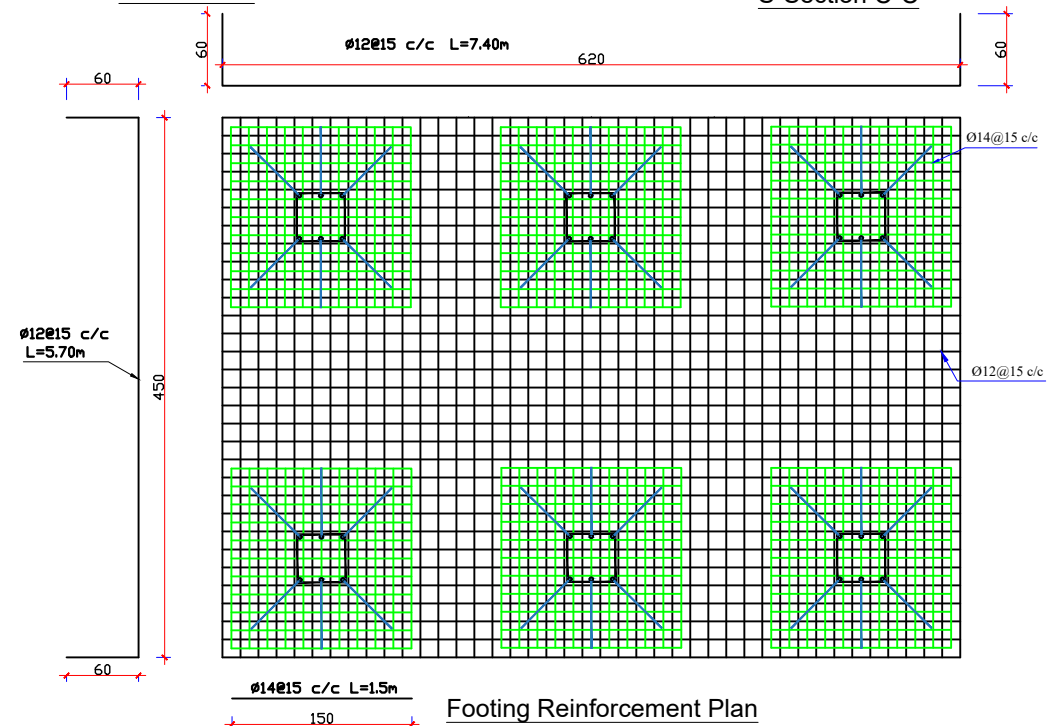 C-Section C-C
60
Ø12@15 c/c L=7.40m
620
60
60
Ø14@15 c/c
Ø12@15 c/c
L=5.70m
450
Ø12@15 c/c
60
Ø14@15 c/c L=1.5m
150
Footing Reinforcement Plan